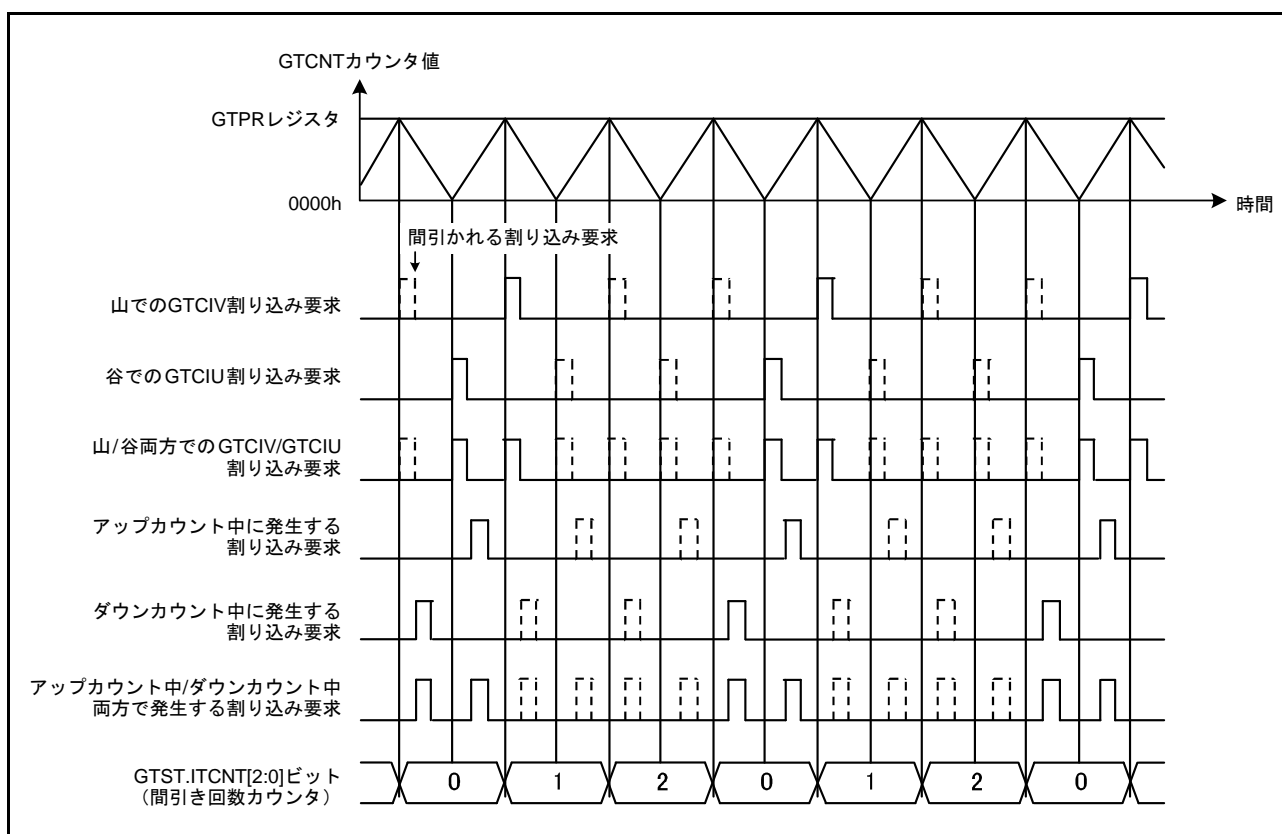 GTCNTカウンタ値
GTPRレジスタ
0000h
時間
間引かれる割り込み要求
山でのGTCIV割り込み要求
谷でのGTCIU割り込み要求
山/谷両方でのGTCIV/GTCIU
割り込み要求
アップカウント中に発生する
割り込み要求
ダウンカウント中に発生する
割り込み要求
アップカウント中/ダウンカウント中
両方で発生する割り込み要求
GTST.ITCNT[2:0]ビット
（間引き回数カウンタ）
0 1 2 0 1 2 0